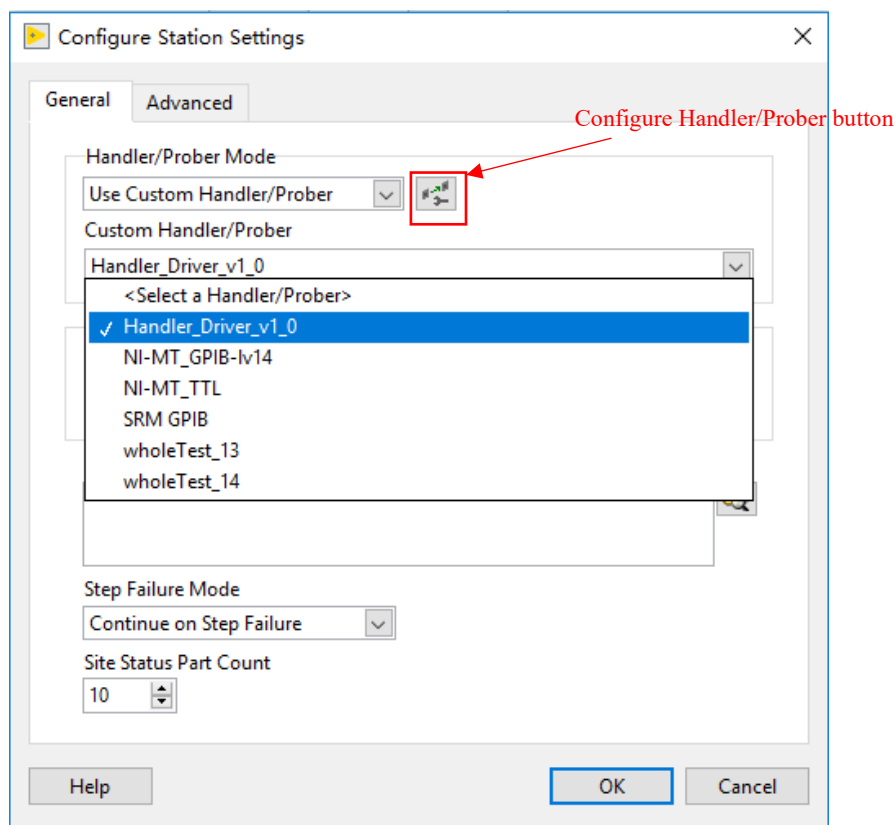 Configure Station Settings
General
Advanced
Configure Handler/Prober button
Handler/Prober Mode
Use Custom Handler/Prober
Custom Handler/Prober
Handler_Driver_v1_0
<Select a Handler/Prober>
Handler_Driver_v1_0
NI-MT_GPIB-lv14
NI-MT_TTL
SRM GPIB
wholeTest_13
wholeTest_14
Step Failure Mode
Continue on Step Failure
Site Status Part Count
10
Help
OK
Cancel